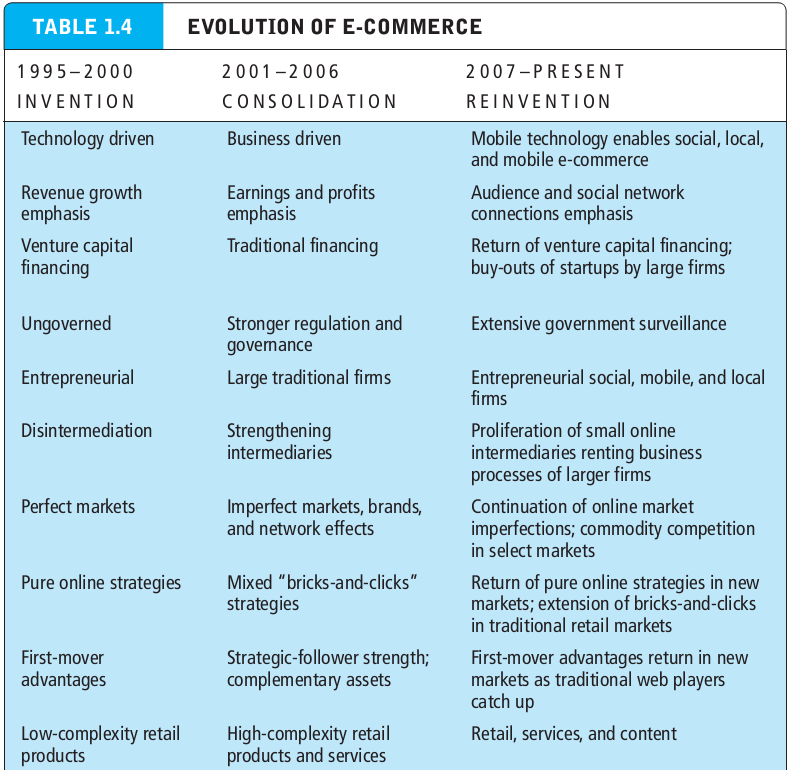 TABLE 1.4 EVOLUTION OF E-COMMERCE
1995–2000 2001–2006 2007–PRESENT
INVENTION CONSOLIDATION REINVENTION
Technology driven Business driven Mobile technology enables social, local,
and mobile e-commerce
Revenue growth Earnings and profits Audience and social network
emphasis emphasis connections emphasis
Venture capital Traditional financing Return of venture capital financing;
financing buy-outs of startups by large firms
Ungoverned Stronger regulation and Extensive government surveillance
governance
Entrepreneurial Large traditional firms Entrepreneurial social, mobile, and local
firms
Disintermediation Strengthening Proliferation of small online
intermediaries intermediaries renting business
processes of larger firms
Perfect markets Imperfect markets, brands, Continuation of online market
and network effects imperfections; commodity competition
in select markets
Pure online strategies Mixed “bricks-and-clicks” Return of pure online strategies in new
strategies markets; extension of bricks-and-clicks
in traditional retail markets
First-mover Strategic-follower strength; First-mover advantages return in new
advantages complementary assets markets as traditional web players
catch up
Low-complexity retail High-complexity retail Retail, services, and content
products products and services